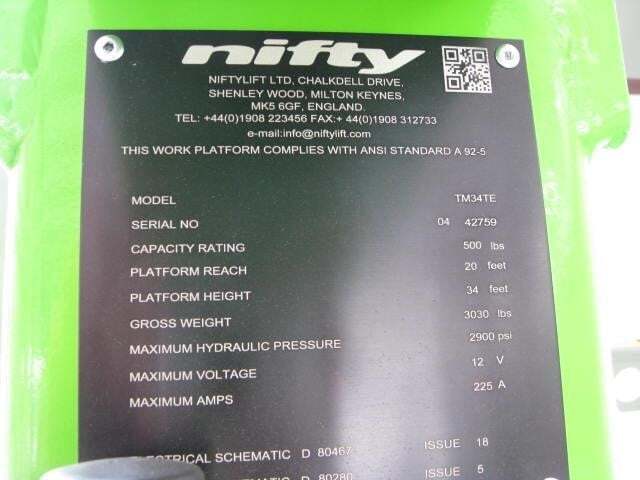 nifty
NIFTYLIFT LTD, CHALKDELL DRIVE,
SHENLEY WOOD, MILTON KEYNES,
MK5 6GF, ENGLAND.
TEL: +44(0)1908 223456 FAX:+ 44(0)1908 312733
e-mail:info@niftylift.com
THIS WORK PLATFORM COMPLIES WITH ANSI STANDARD A 92-5
MODEL TM34TE
SERIAL NO 04 42759
CAPACITY RATING 500 lbs
PLATFORM REACH 20 feet
PLATFORM HEIGHT 34 feet
GROSS WEIGHT 3030 lbs
MAXIMUM HYDRAULIC PRESSURE 2900 psi
MAXIMUM VOLTAGE 12 V
MAXIMUM AMPS 225 A
SCHEMATIC D 80467 ISSUE 18
D 80280 ISSUE 5